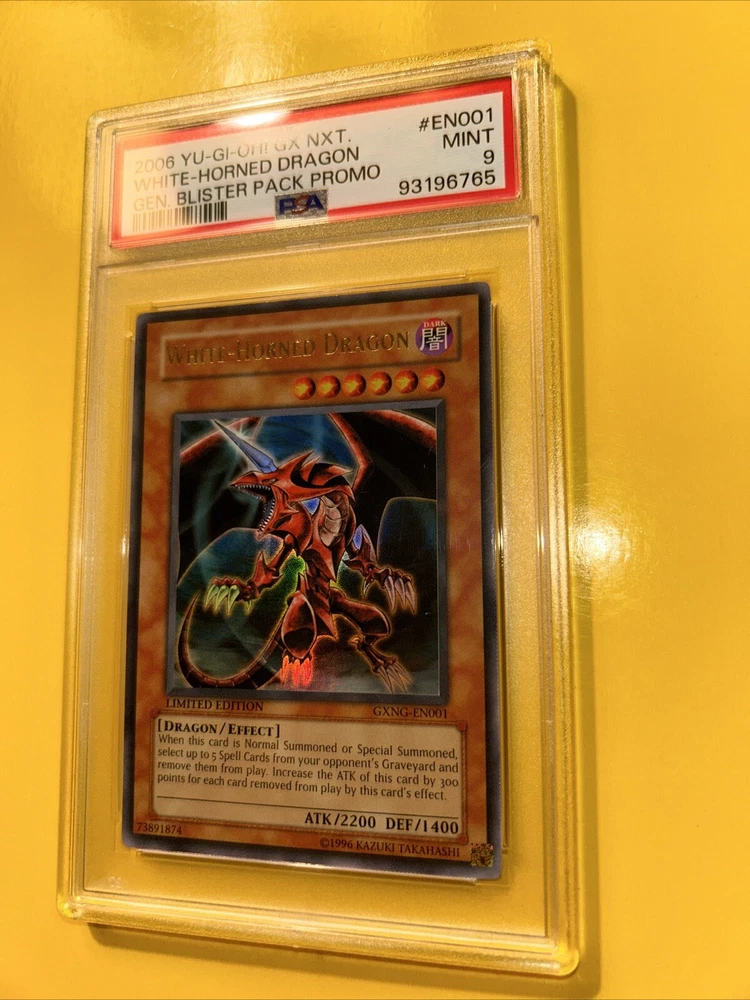 2006 YU-GI-OH! GX NXT.
#EN001
WHITE-HORNED DRAGON
MINT
GEN. BLISTER PACK PROMO
9
PSA
93196765
WHITE-HORNED DRAGON
DARK
闇
LIMITED EDITION
GXNG-EN001
[DRAGON/EFFECT]
When this card is Normal Summoned or Special Summoned,
select up to 5 Spell Cards from your opponent's Graveyard and
remove them from play. Increase the ATK of this card by 300
points for each card removed from play by this card's effect.
ATK/2200 DEF/1400
73891874
©1996 KAZUKI TAKAHASHI